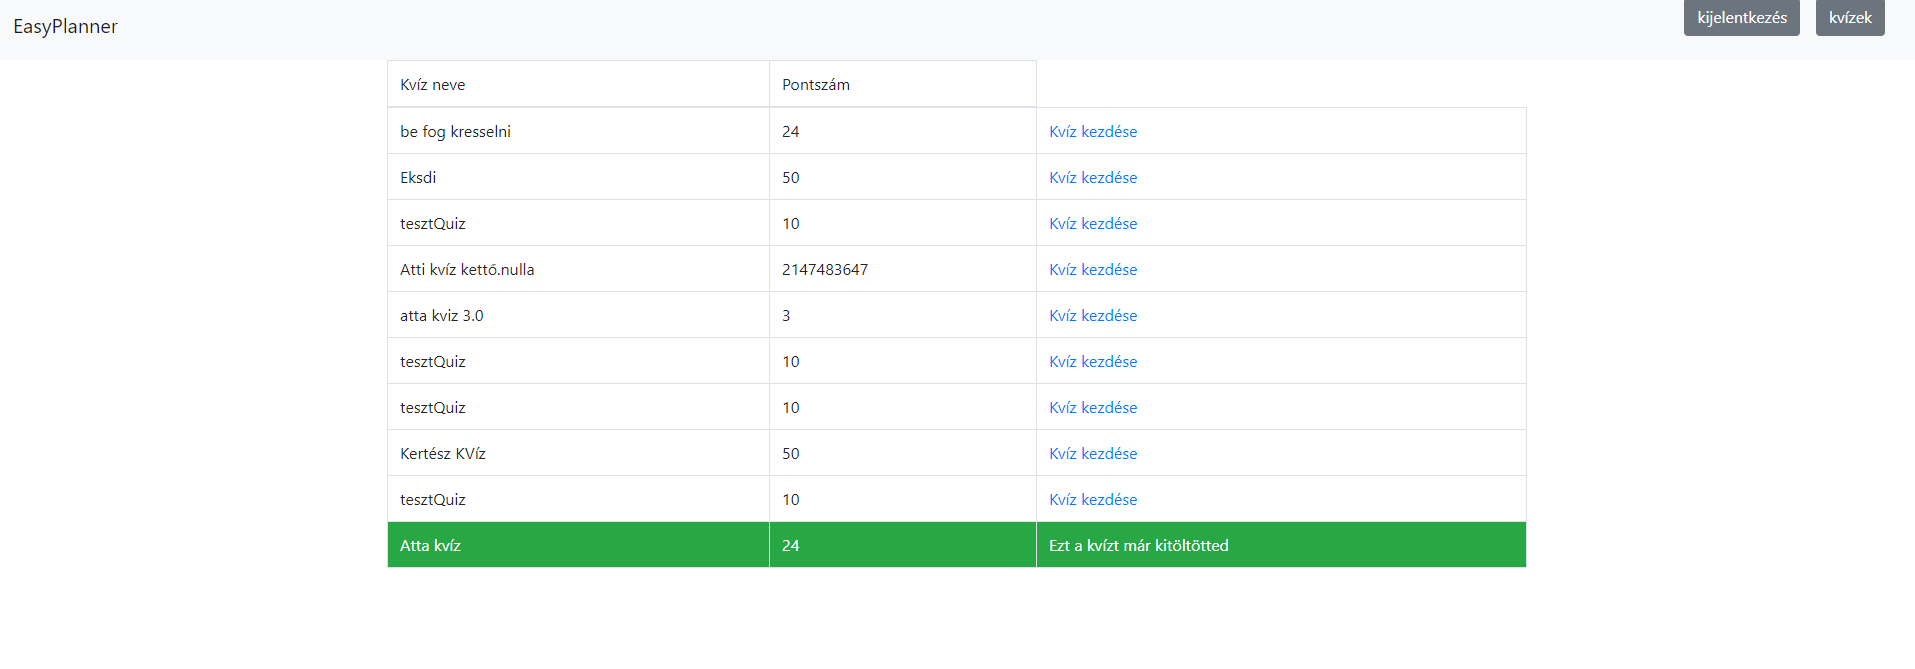 EasyPlanner
kijelentkezés kvízek
Kvíz neve Pontszám
be fog kresselni 24 Kvíz kezdése
Eksdi 50 Kvíz kezdése
tesztQuiz 10 Kvíz kezdése
Atti kvíz kettő.nulla 2147483647 Kvíz kezdése
atta kviz 3.0 3 Kvíz kezdése
tesztQuiz 10 Kvíz kezdése
tesztQuiz 10 Kvíz kezdése
Kertész KVíz 50 Kvíz kezdése
tesztQuiz 10 Kvíz kezdése
Atta kvíz 24 Ezt a kvízt már kitöltötted